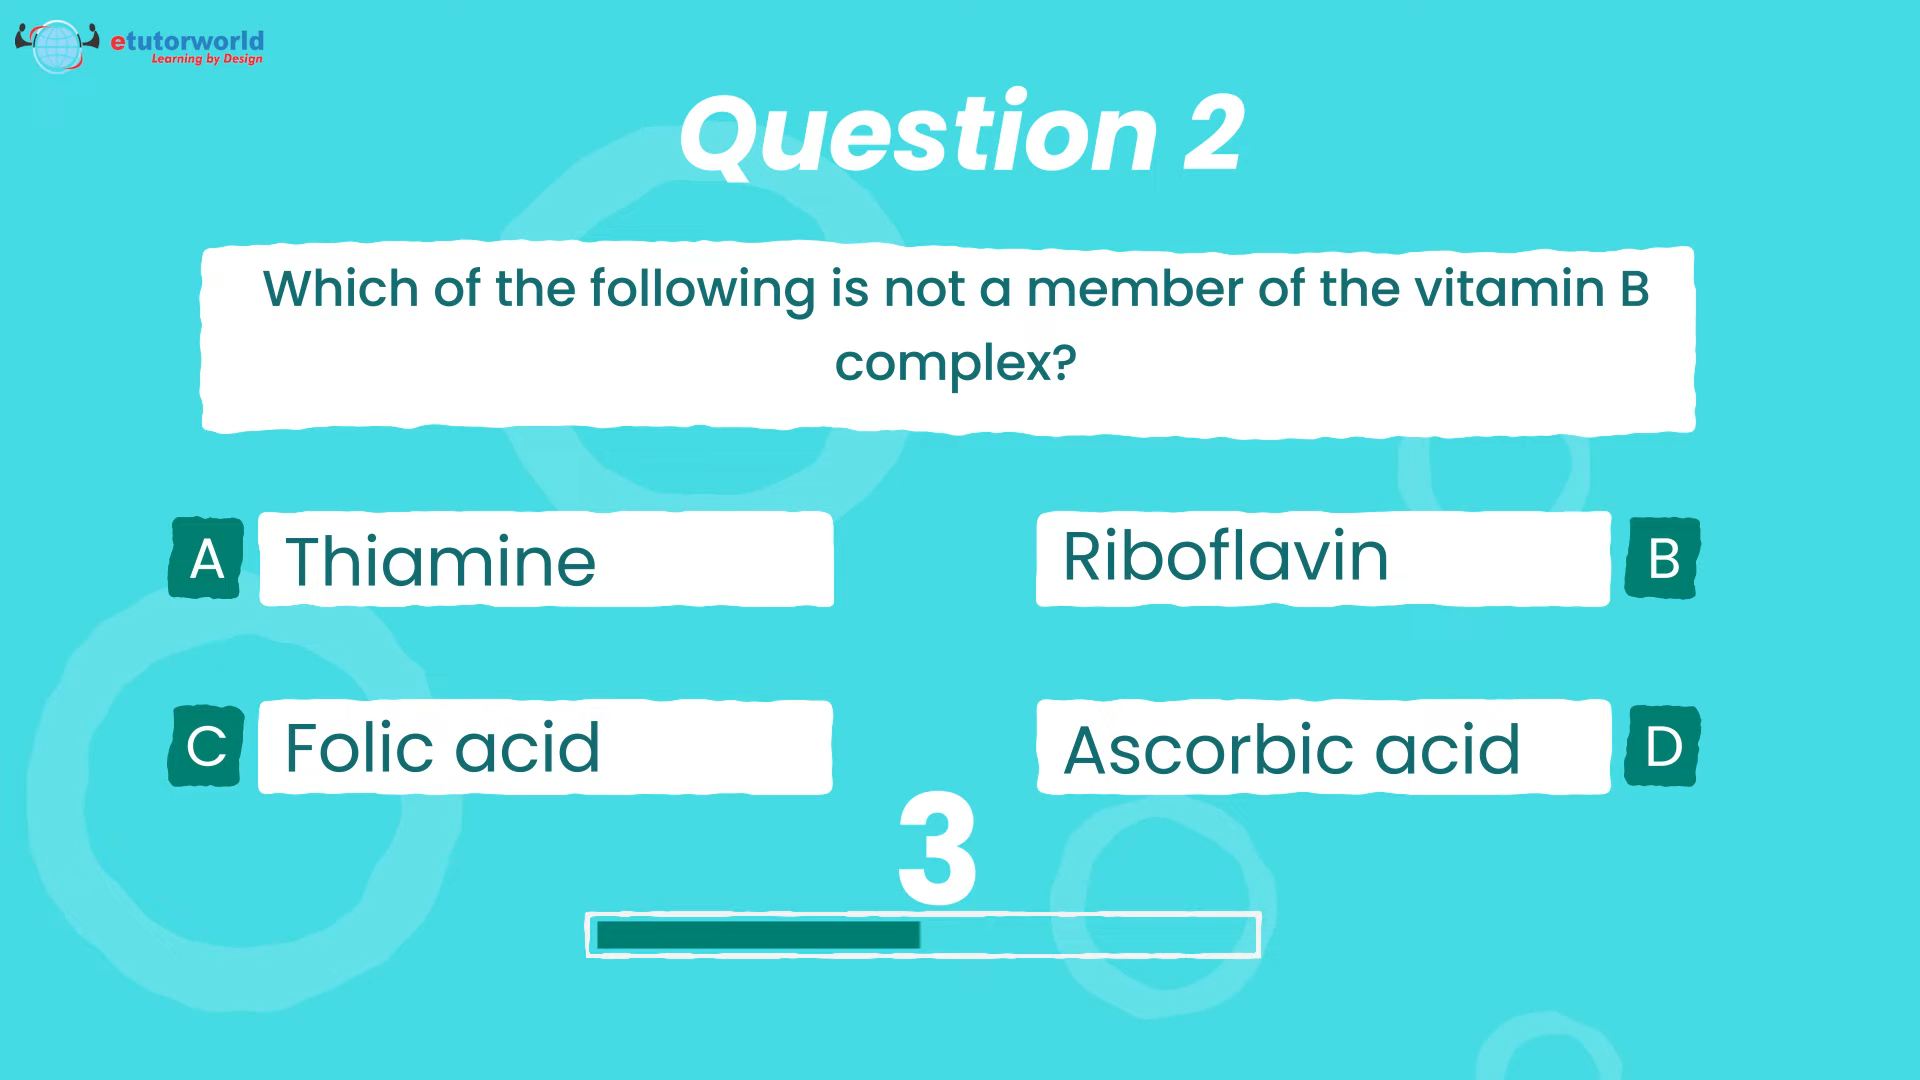 etutorworld
Learning by Design
Question 2
Which of the following is not a member of the vitamin B
complex?
A Thiamine
Riboflavin B
C Folic acid
Ascorbic acid D
3